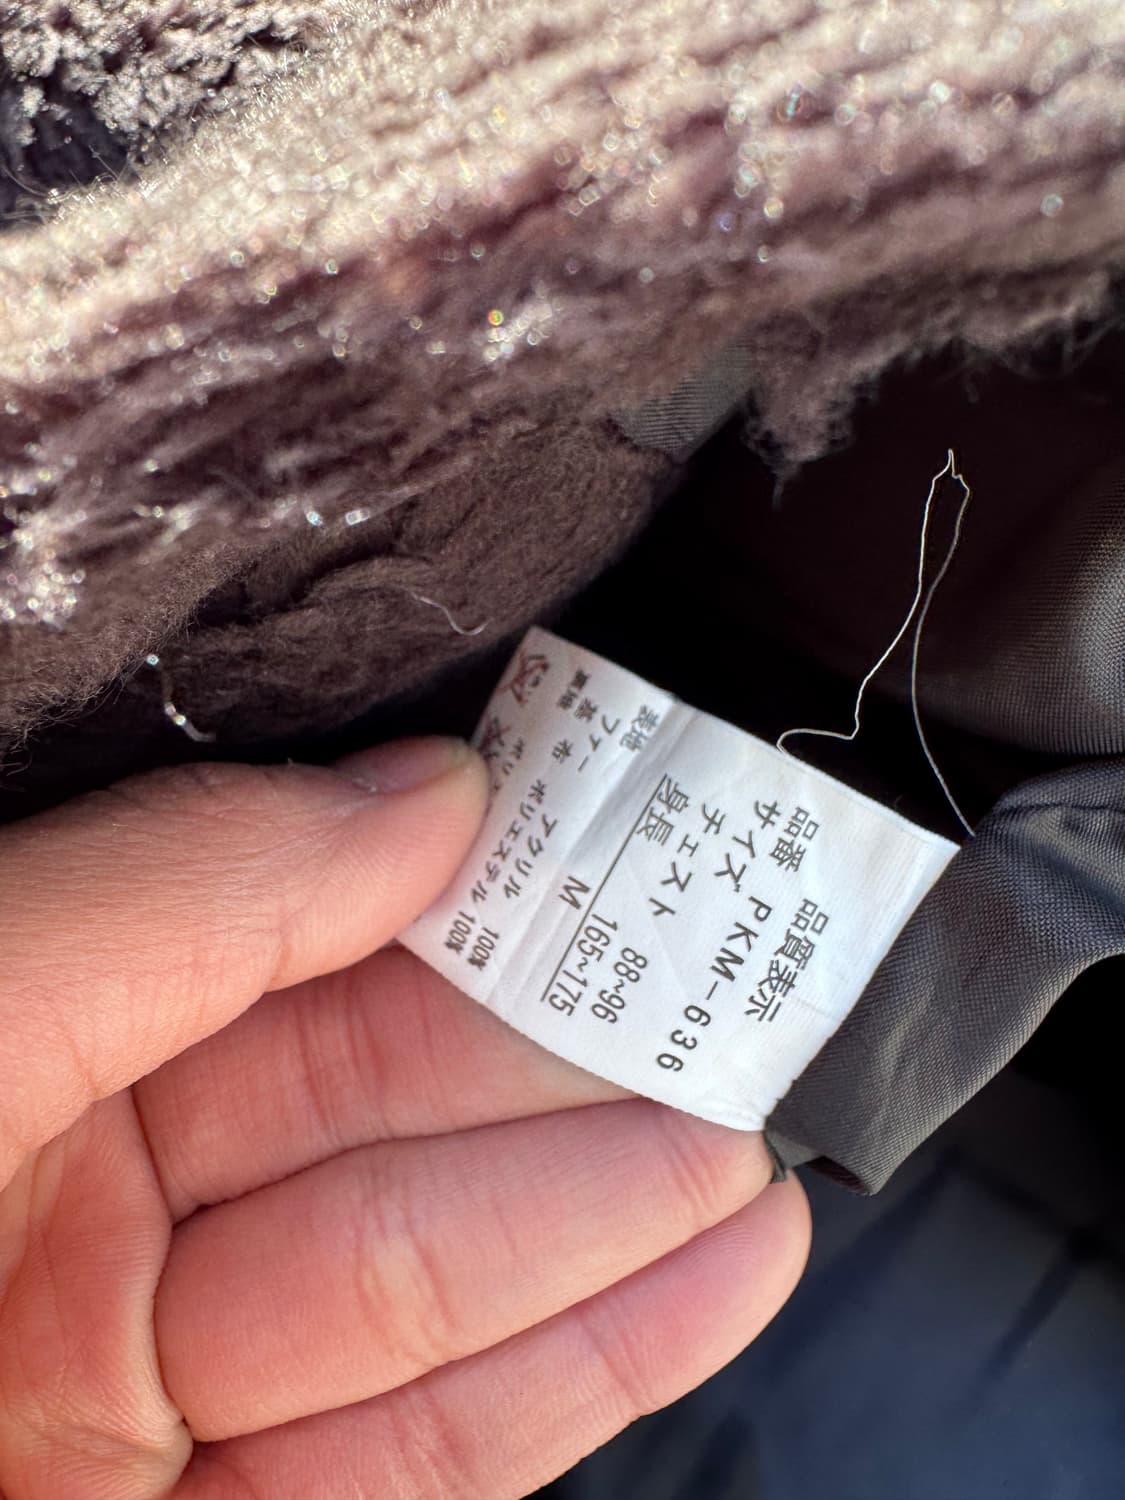 品質表示
品番 PKM-636
サイズ
チェスト 88~96
身長 165~175
M
表地
ファー アクリル 100%
基布 ポリエステル 100%
裏地